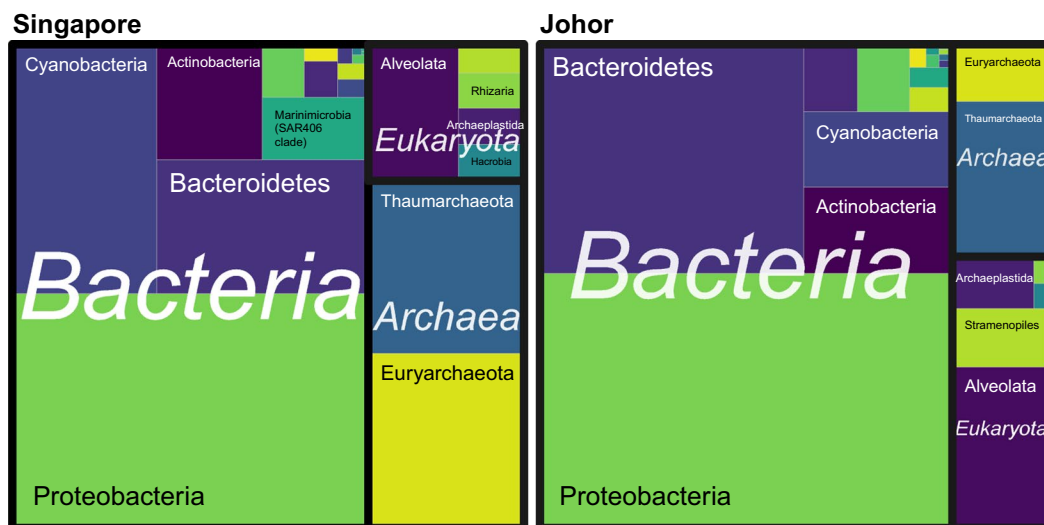 Singapore
Cyanobacteria
Actinobacteria
Marinimicrobia
(SAR406
clade)
Bacteroidetes
Bacteria
Proteobacteria
Alveolata
Rhizaria
Archaeplastida
Eukaryota
Hacrobia
Thaumarchaeota
Archaea
Euryarchaeota
Johor
Bacteroidetes
Cyanobacteria
Actinobacteria
Bacteria
Proteobacteria
Euryarchaeota
Thaumarchaeota
Archaea
Archaeplastida
Stramenopiles
Alveolata
Eukaryota